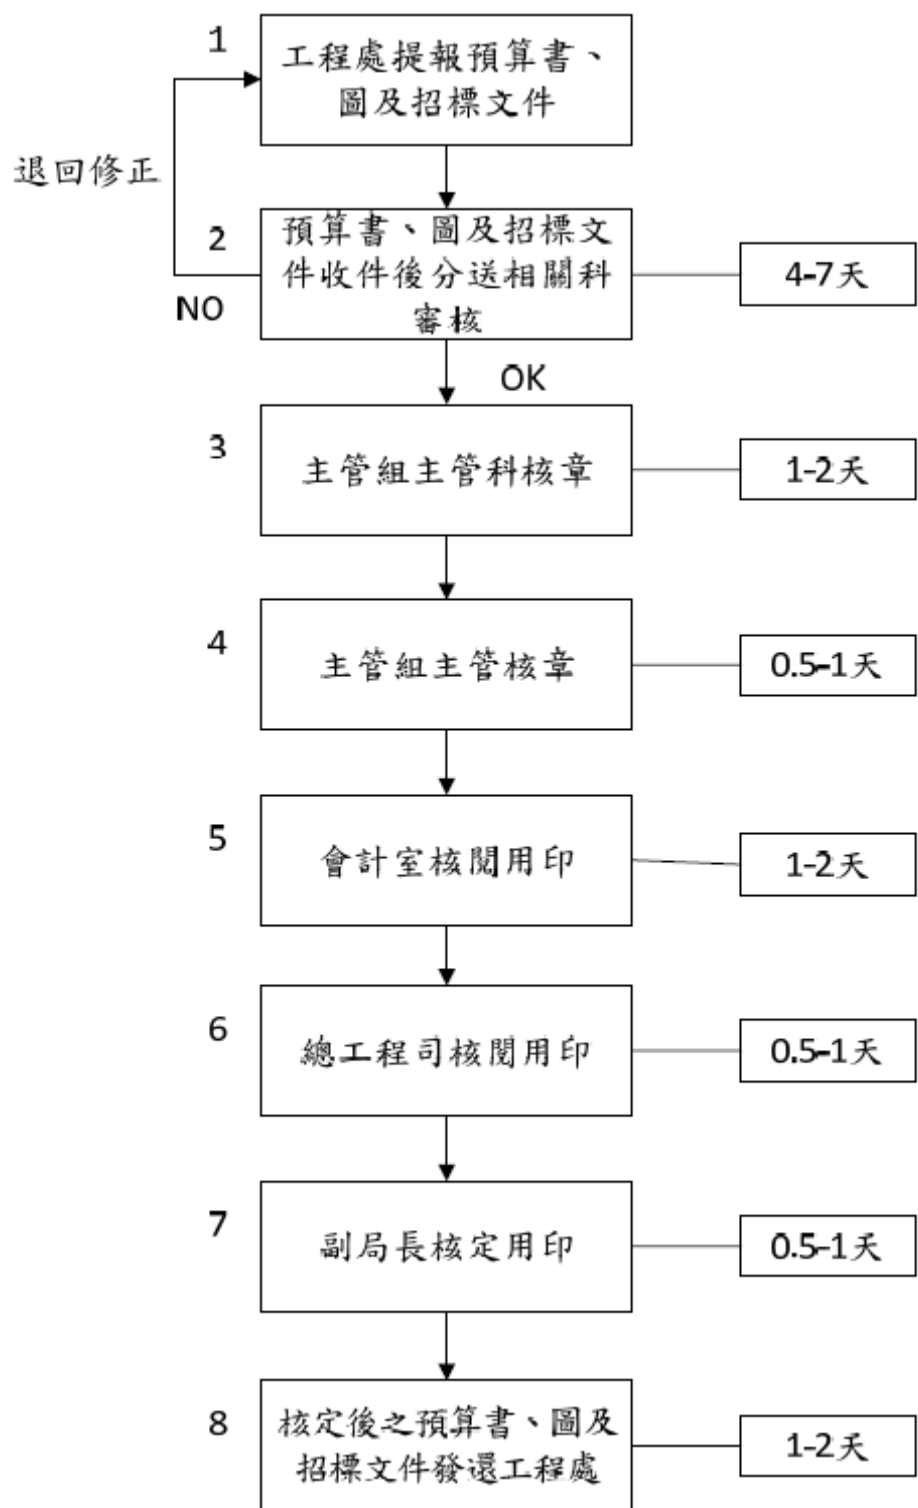 1
工程處提報預算書、
圖及招標文件
退回修正
2
預算書、圖及招標文
件收件後分送相關科
審核
4-7天
NO
OK
3
主管組主管科核章
1-2天
4
主管組主管核章
0.5-1天
5
會計室核閱用印
1-2天
6
總工程司核閱用印
0.5-1天
7
副局長核定用印
0.5-1天
8
核定後之預算書、圖及
招標文件發還工程處
1-2天